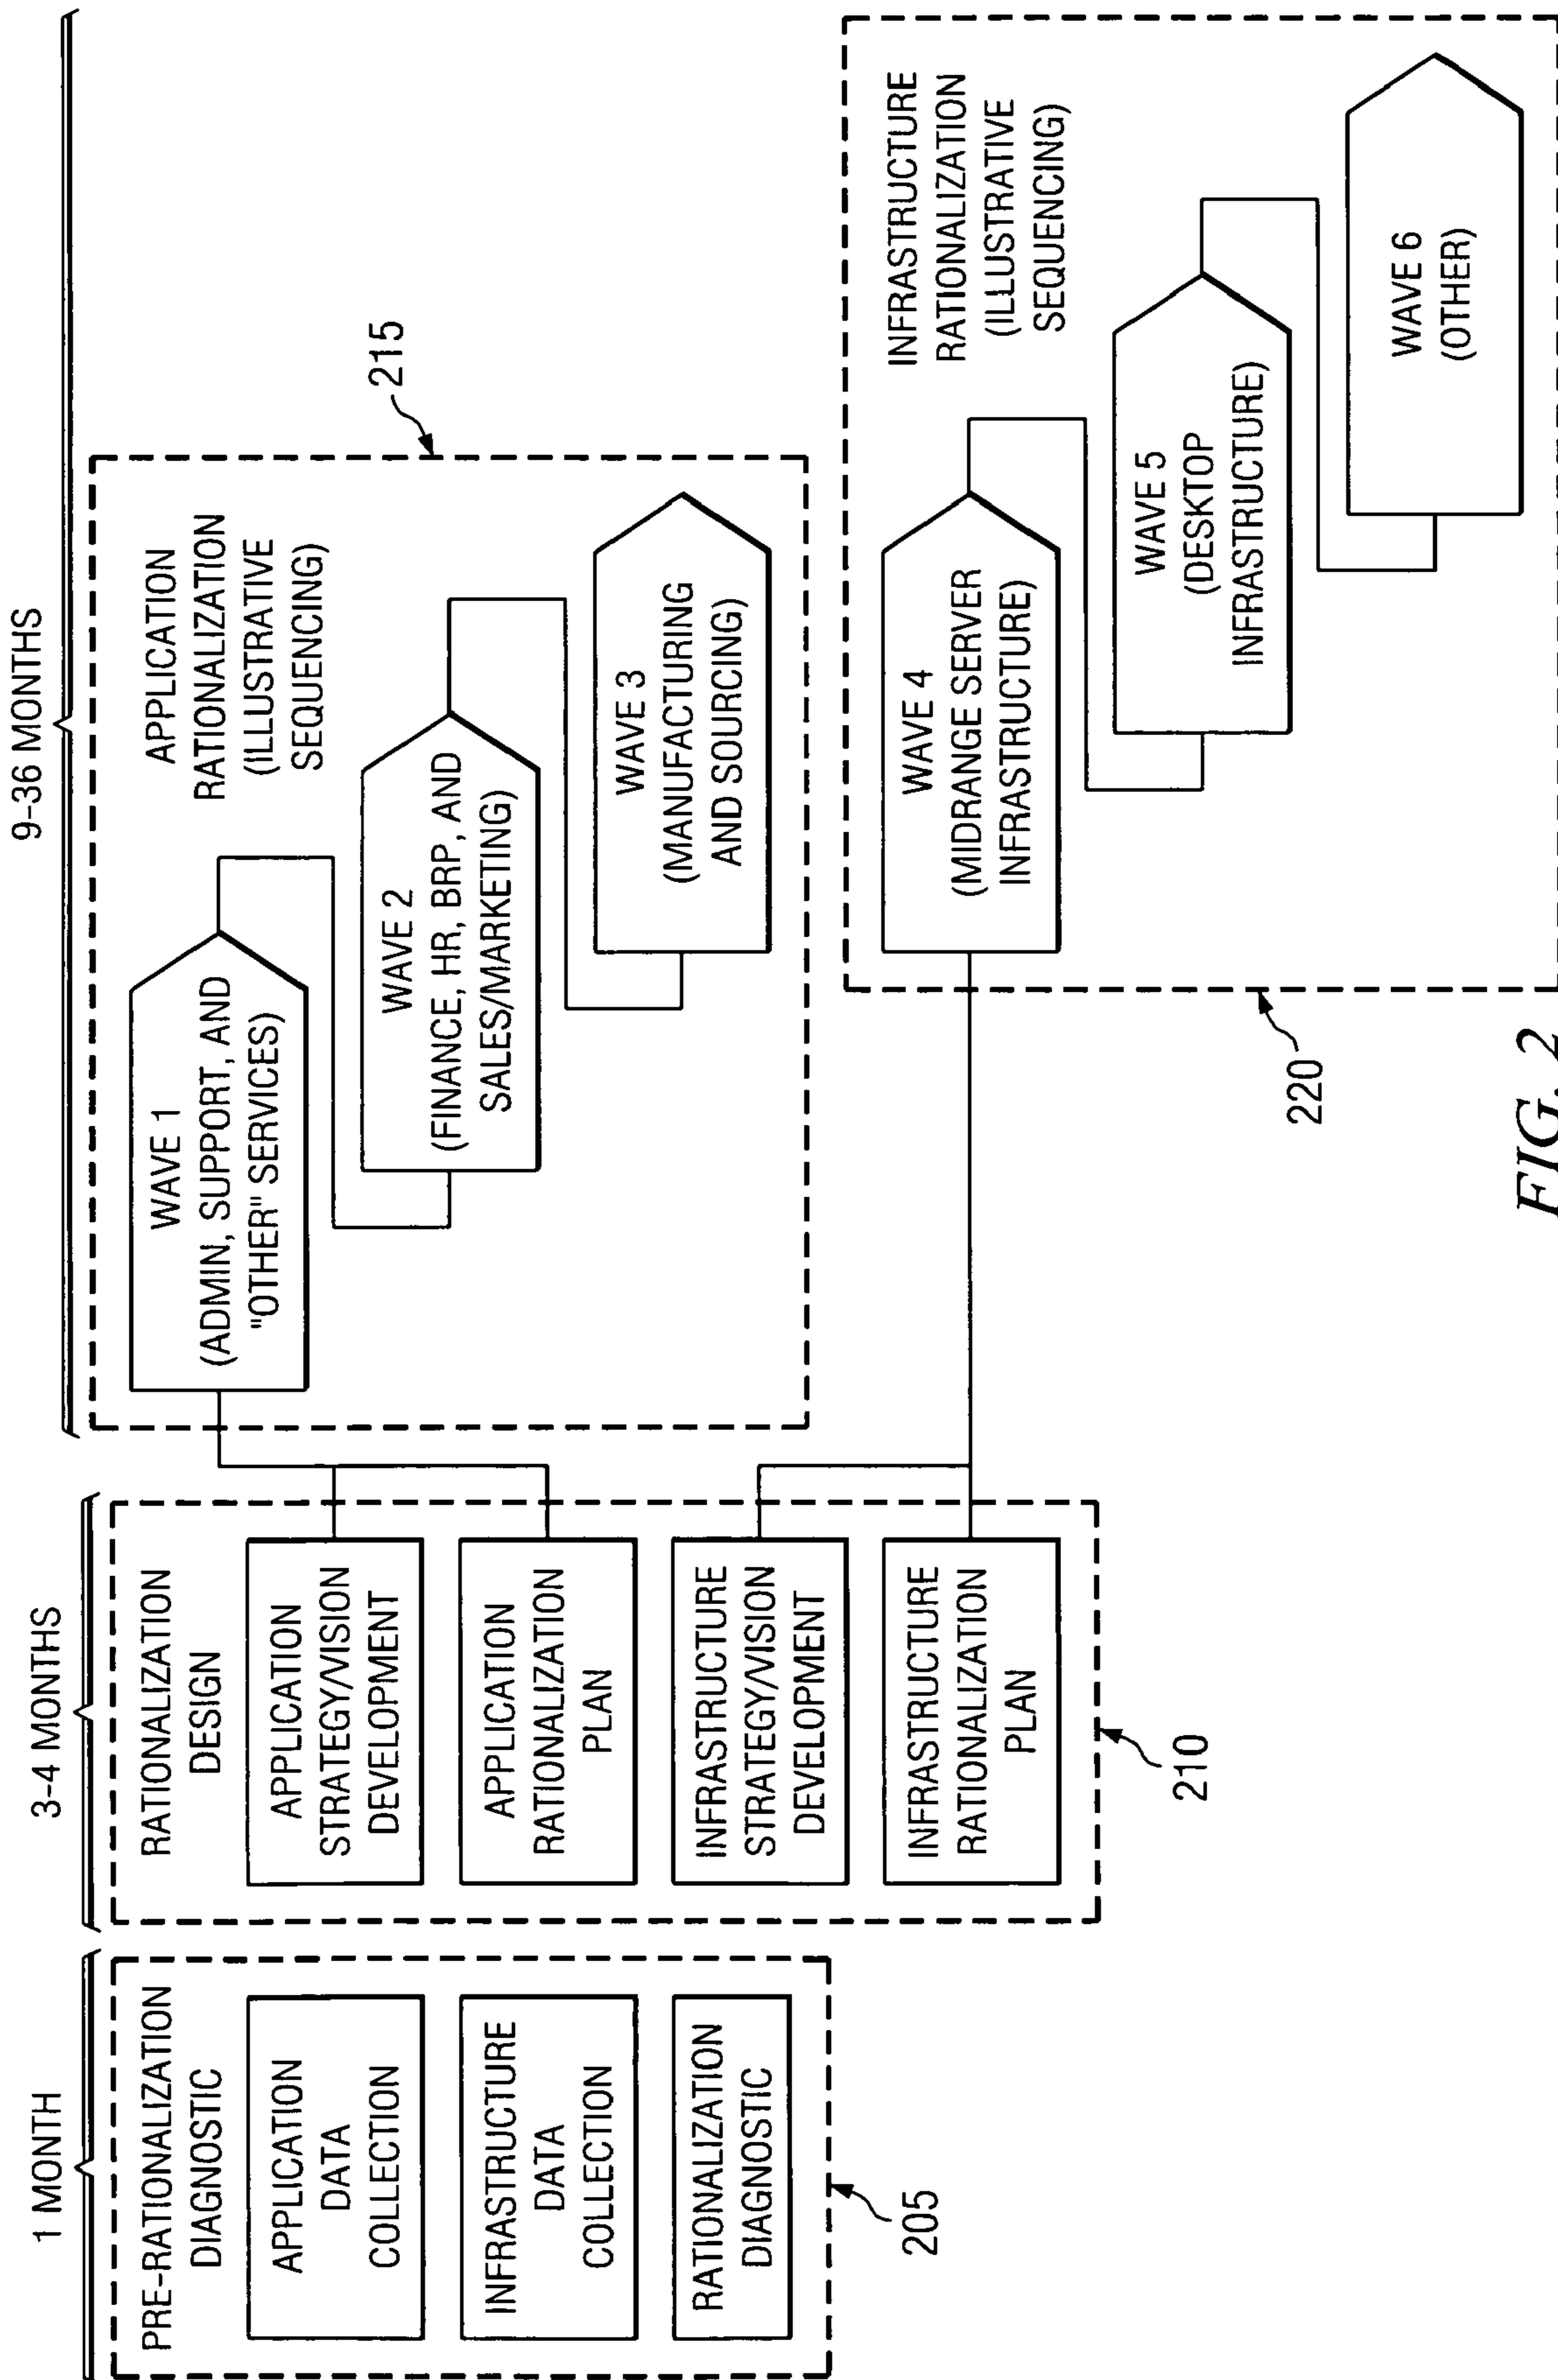 1 MONTH
PRE-RATIONALIZATION
DIAGNOSTIC
APPLICATION
DATA
COLLECTION
INFRASTRUCTURE
DATA
COLLECTION
RATIONALIZATION
DIAGNOSTIC
205
3-4 MONTHS
RATIONALIZATION
DESIGN
APPLICATION
STRATEGY/VISION
DEVELOPMENT
APPLICATION
RATIONALIZATION
PLAN
INFRASTRUCTURE
STRATEGY/VISION
DEVELOPMENT
INFRASTRUCTURE
RATIONALIZATION
PLAN
210
9-36 MONTHS
APPLICATION
RATIONALIZATION
(ILLUSTRATIVE
SEQUENCING)
WAVE 1
(ADMIN, SUPPORT, AND
"OTHER" SERVICES)
WAVE 2
(FINANCE, HR, BRP, AND
SALES/MARKETING)
WAVE 3
(MANUFACTURING
AND SOURCING)
215
INFRASTRUCTURE
RATIONALIZATION
(ILLUSTRATIVE
SEQUENCING)
WAVE 4
(MIDRANGE SERVER
INFRASTRUCTURE)
WAVE 5
(DESKTOP
INFRASTRUCTURE)
WAVE 6
(OTHER)
220
FIG. 2